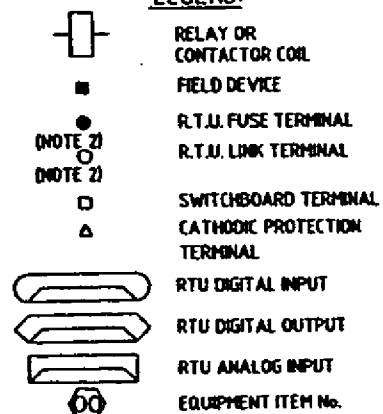 LEGEND:
RELAY OR
CONTACTOR COIL
FIELD DEVICE
R.T.U. FUSE TERMINAL
(NOTE 2)
R.T.U. LINK TERMINAL
(NOTE 2)
SWITCHBOARD TERMINAL
CATHODIC PROTECTION
TERMINAL
RTU DIGITAL INPUT
RTU DIGITAL OUTPUT
RTU ANALOG INPUT
00 EQUIPMENT ITEM No.